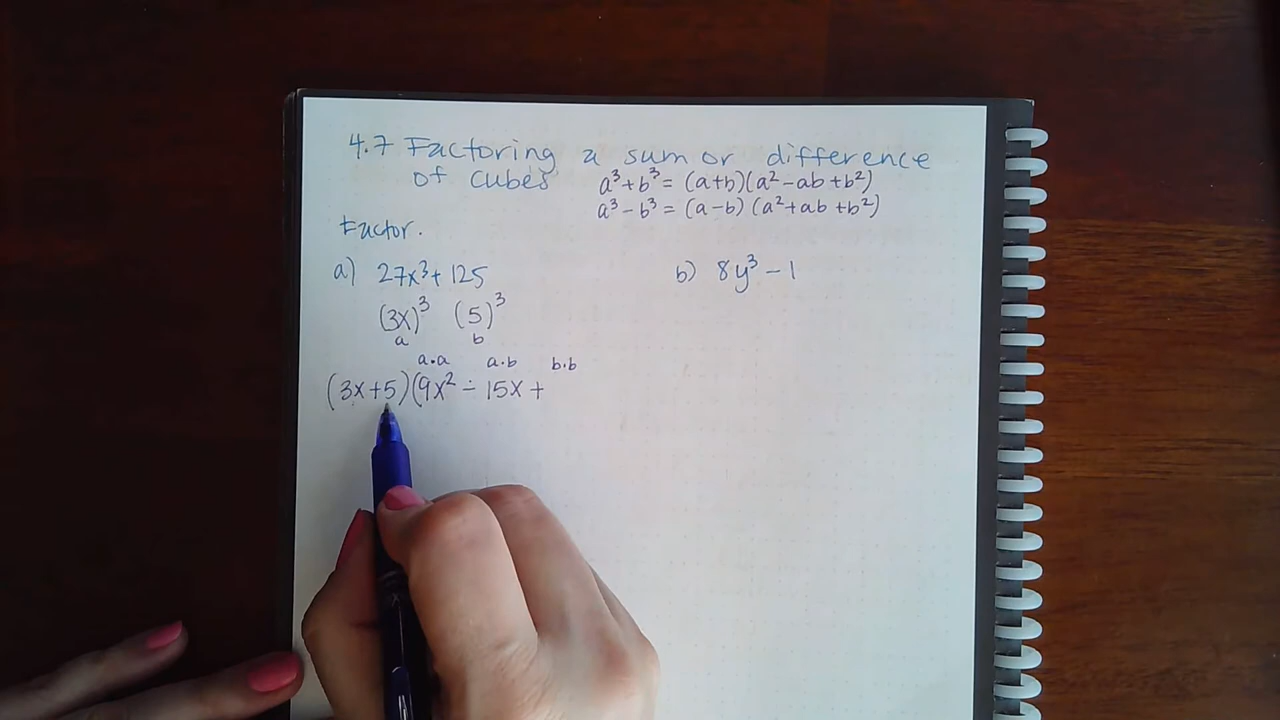 4.7 Factoring a sum or difference
of cubes
a³+b³ = (a+b)(a²-ab+b²)
a³-b³ = (a-b)(a²+ab+b²)
Factor.
a) 27x³+125
b) 8y³-1
(3x)³ (5)³
a b
a·a a·b b·b
(3x+5)(9x² - 15x +